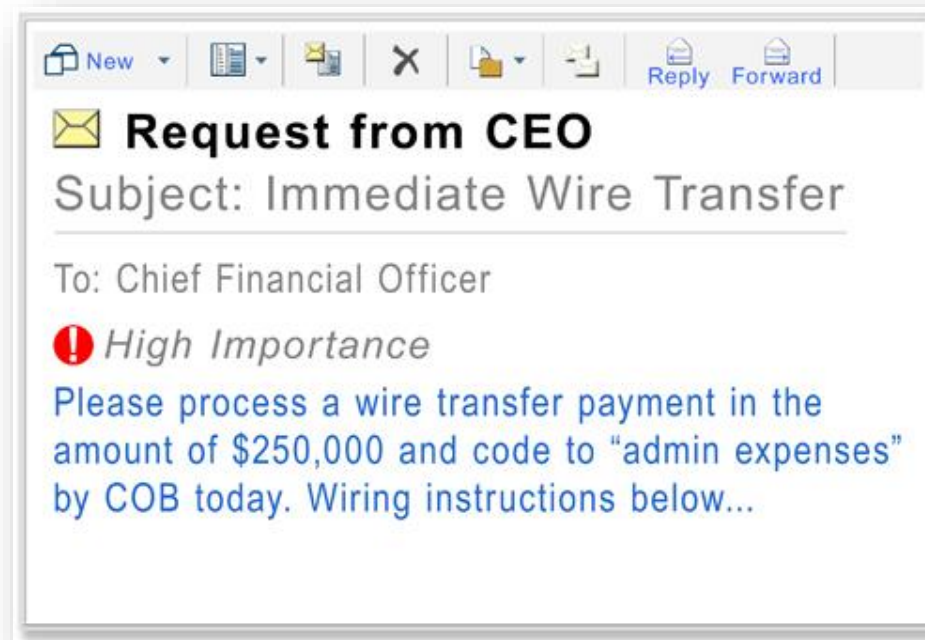 New
Reply Forward
Request from CEO
Subject: Immediate Wire Transfer
To: Chief Financial Officer
High Importance
Please process a wire transfer payment in the
amount of $250,000 and code to “admin expenses”
by COB today. Wiring instructions below...